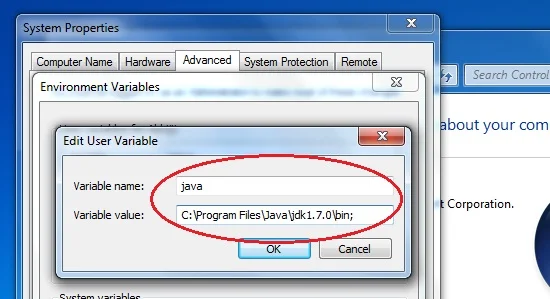 System Properties
Computer Name
Hardware
Advanced
System Protection
Remote
Search Control
Environment Variables
about your com
Edit User Variable
Variable name:
java
t Corporation.
Variable value:
C:\Program Files\Java\jdk1.7.0\bin;
OK
Cancel
System variables